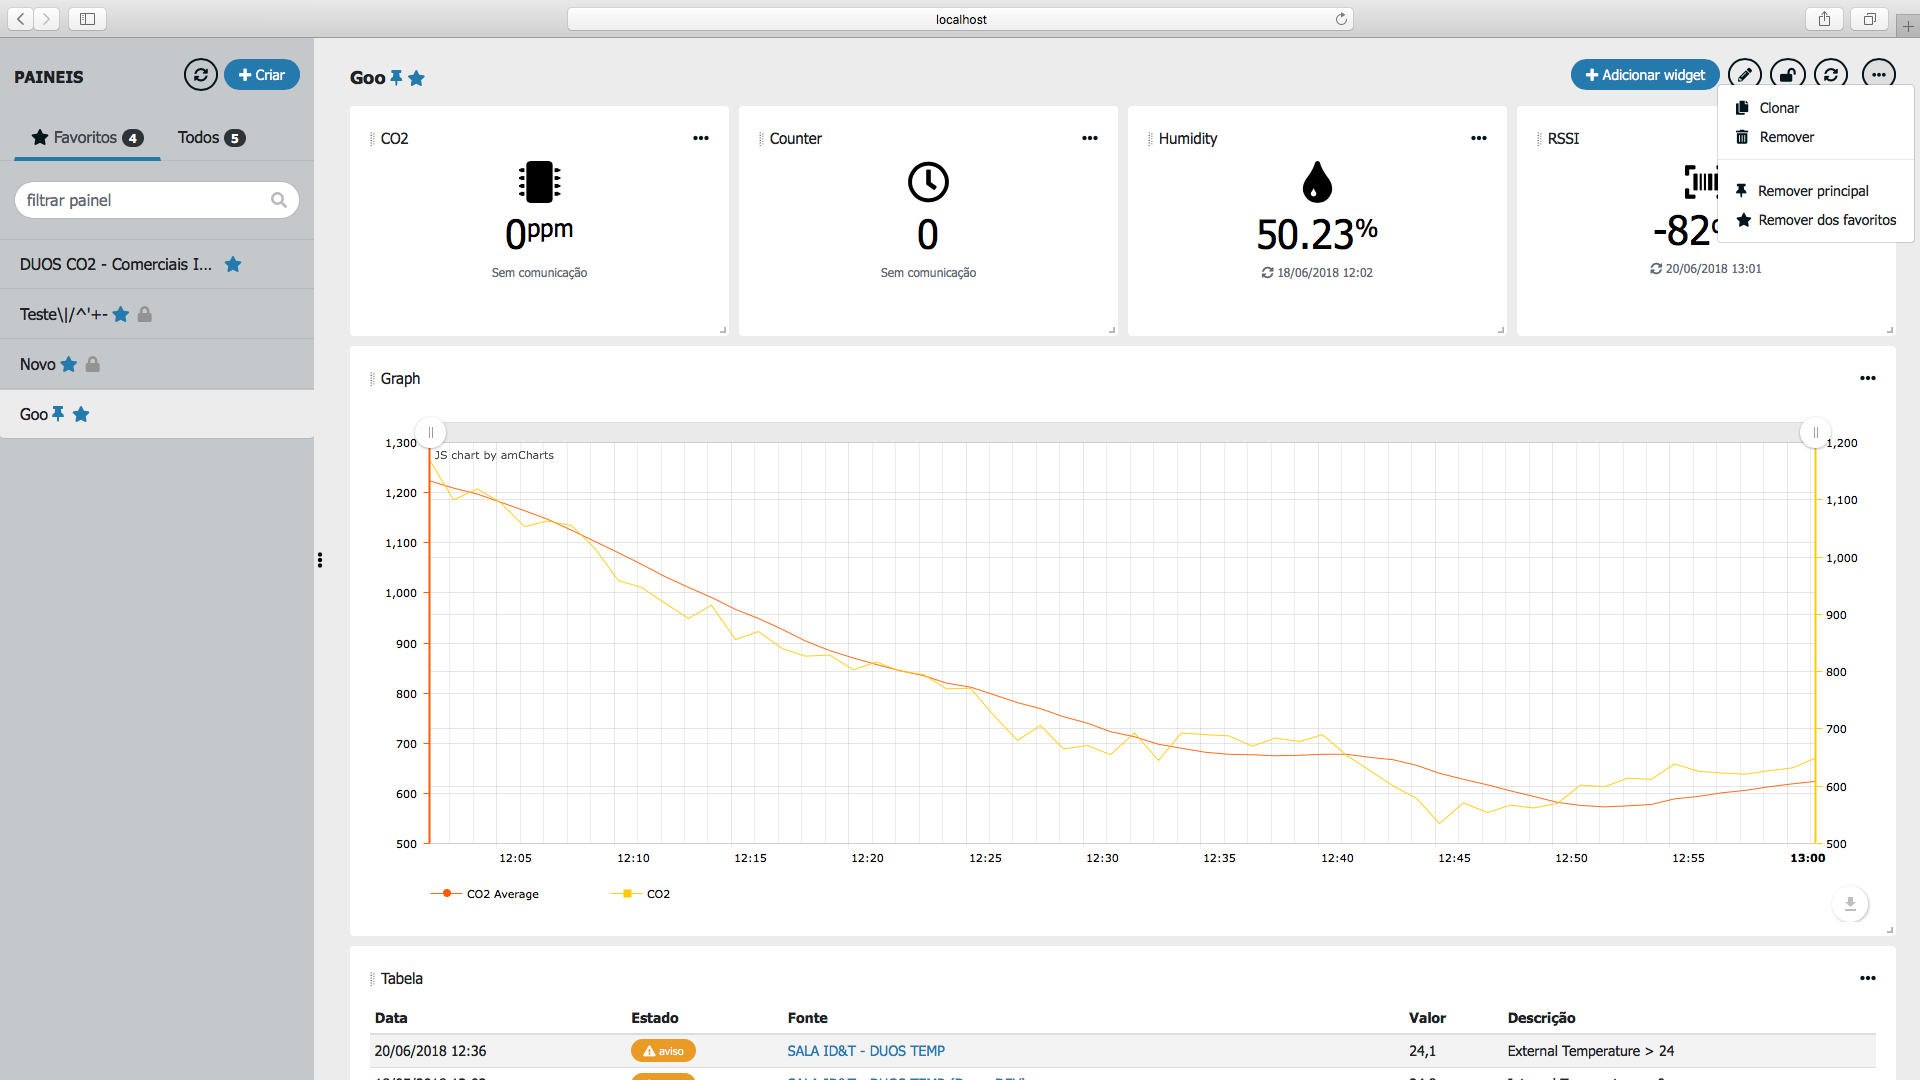 localhost
PAINEIS
Criar
Favoritos 4
Todos 5
filtrar painel
DUOS CO2 - Comerciais I...
Teste\|/^'+-
Novo
Goo
Goo
Adicionar widget
Clonar
Remover
Remover principal
Remover dos favoritos
CO2
0ppm
Sem comunicação
Counter
0
Sem comunicação
Humidity
50.23%
18/06/2018 12:02
RSSI
-82
20/06/2018 13:01
Graph
JS chart by amCharts
1,300
1,200
1,100
1,000
900
800
700
600
500
1,200
1,100
1,000
900
800
700
600
500
12:05 12:10 12:15 12:20 12:25 12:30 12:35 12:40 12:45 12:50 12:55 13:00
CO2 Average CO2
Tabela
Data Estado Fonte Valor Descrição
20/06/2018 12:36 aviso SALA ID&T - DUOS TEMP 24,1 External Temperature > 24